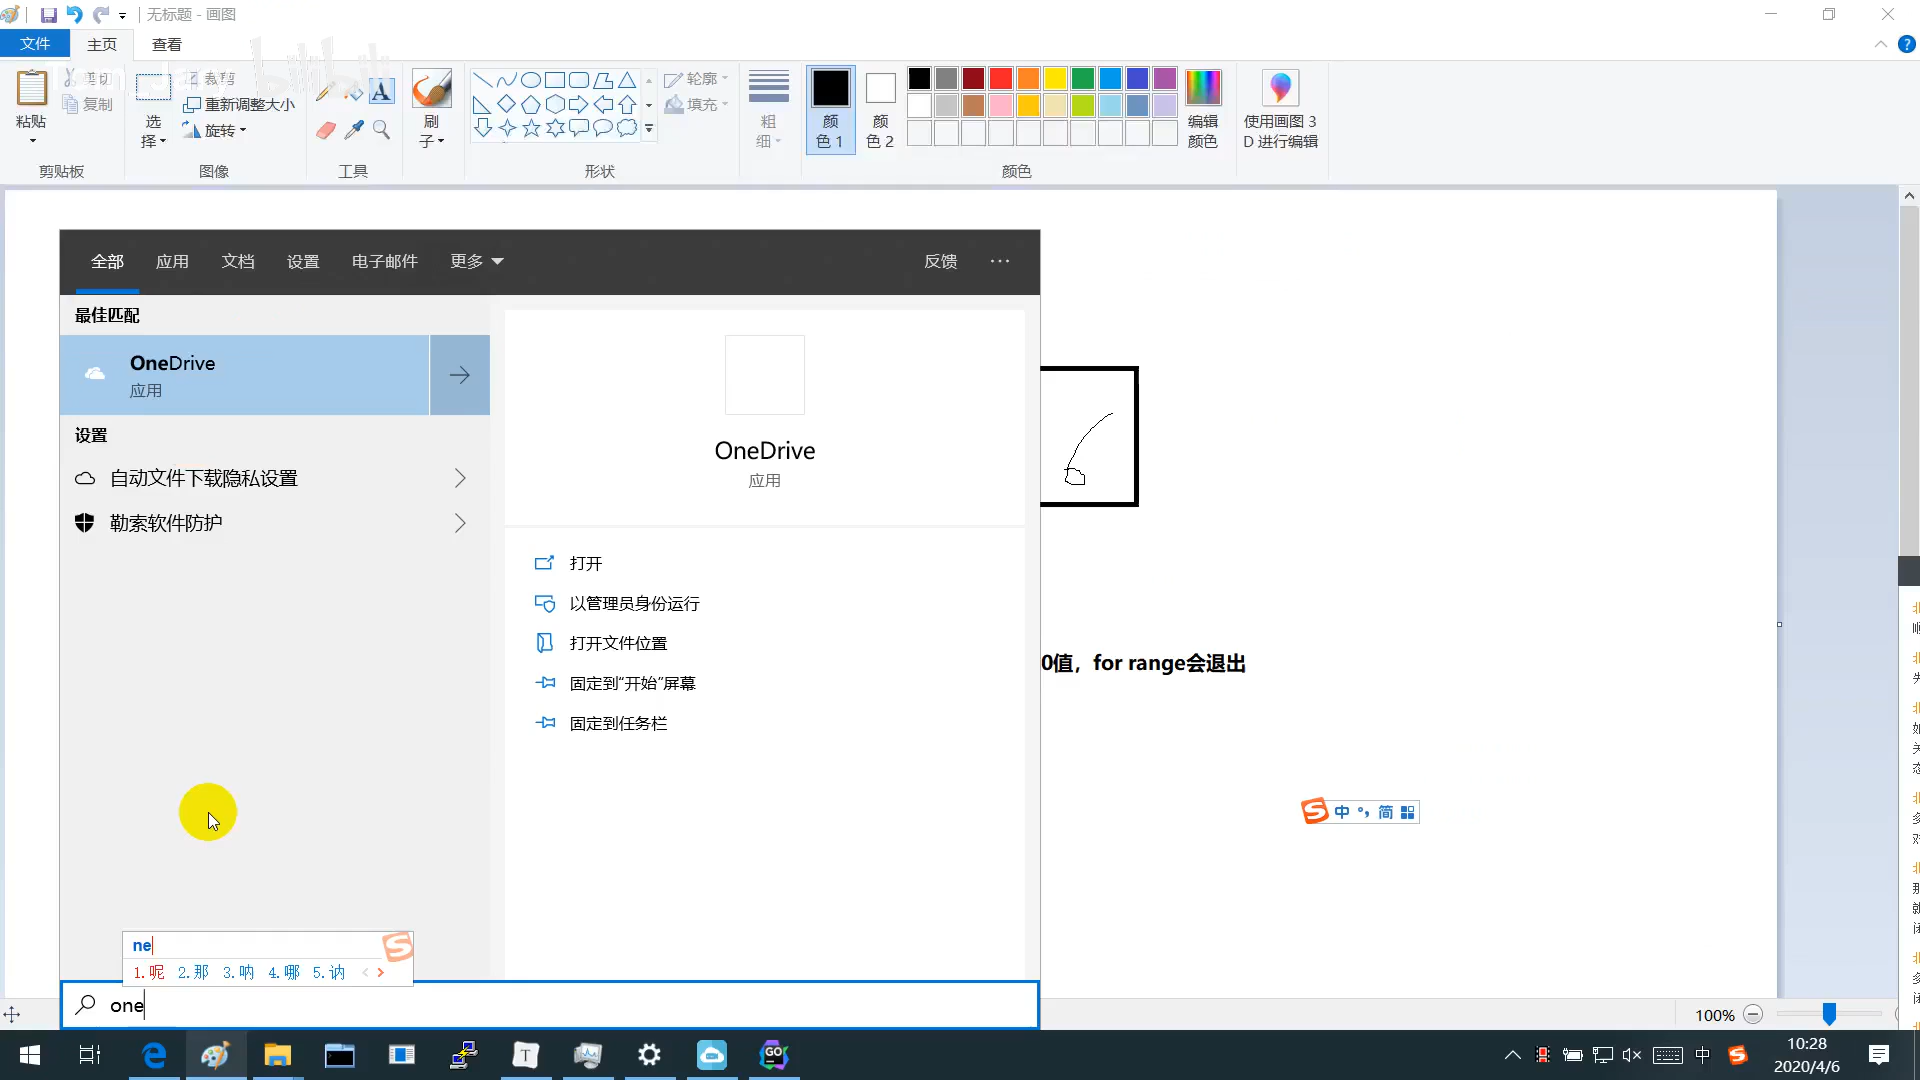 无标题 - 画图
文件 主页 查看
粘贴
剪切
复制
剪贴板
选择
裁剪
重新调整大小
旋转
图像
A
工具
刷子
轮廓
填充
形状
粗细
颜色 1
颜色 2
编辑颜色
颜色
使用画图 3D 进行编辑
bilibili
全部 应用 文档 设置 电子邮件 更多 反馈 ...
最佳匹配
OneDrive
应用
设置
自动文件下载隐私设置
勒索软件防护
OneDrive
应用
打开
以管理员身份运行
打开文件位置
固定到“开始”屏幕
固定到任务栏
0值，for range会退出
S 中 °, 简
ne
1.呢 2.那 3.呐 4.哪 5.讷
one
100%
T
GO
中
10:28
2020/4/6